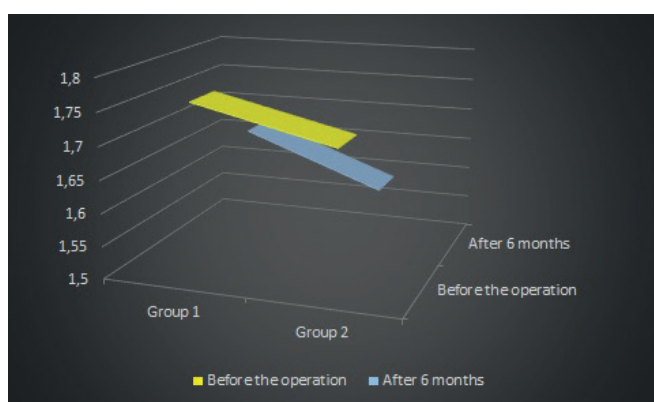 1,8
1,75
1,7
1,65
1,6
1,55
1,5
After 6 months
Before the operation
Group 1
Group 2
Before the operation After 6 months